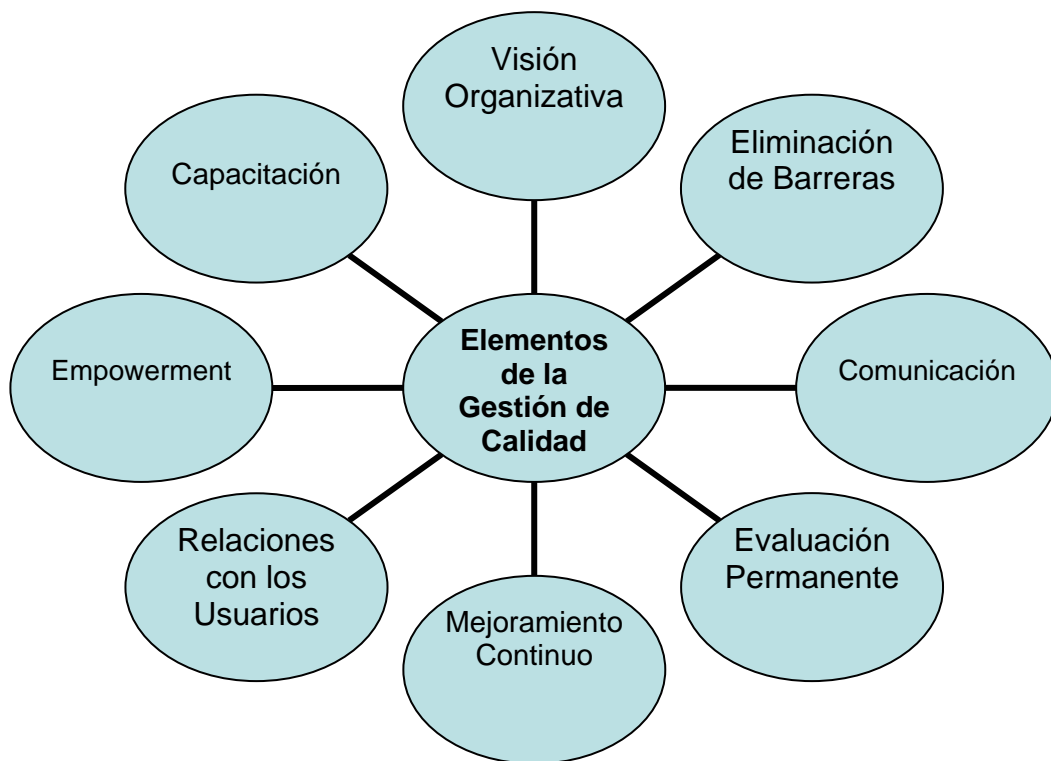 Visión
Organizativa
Eliminación
de Barreras
Capacitación
Elementos
de la
Gestión de
Calidad
Empowerment
Comunicación
Relaciones
con los
Usuarios
Evaluación
Permanente
Mejoramiento
Continuo